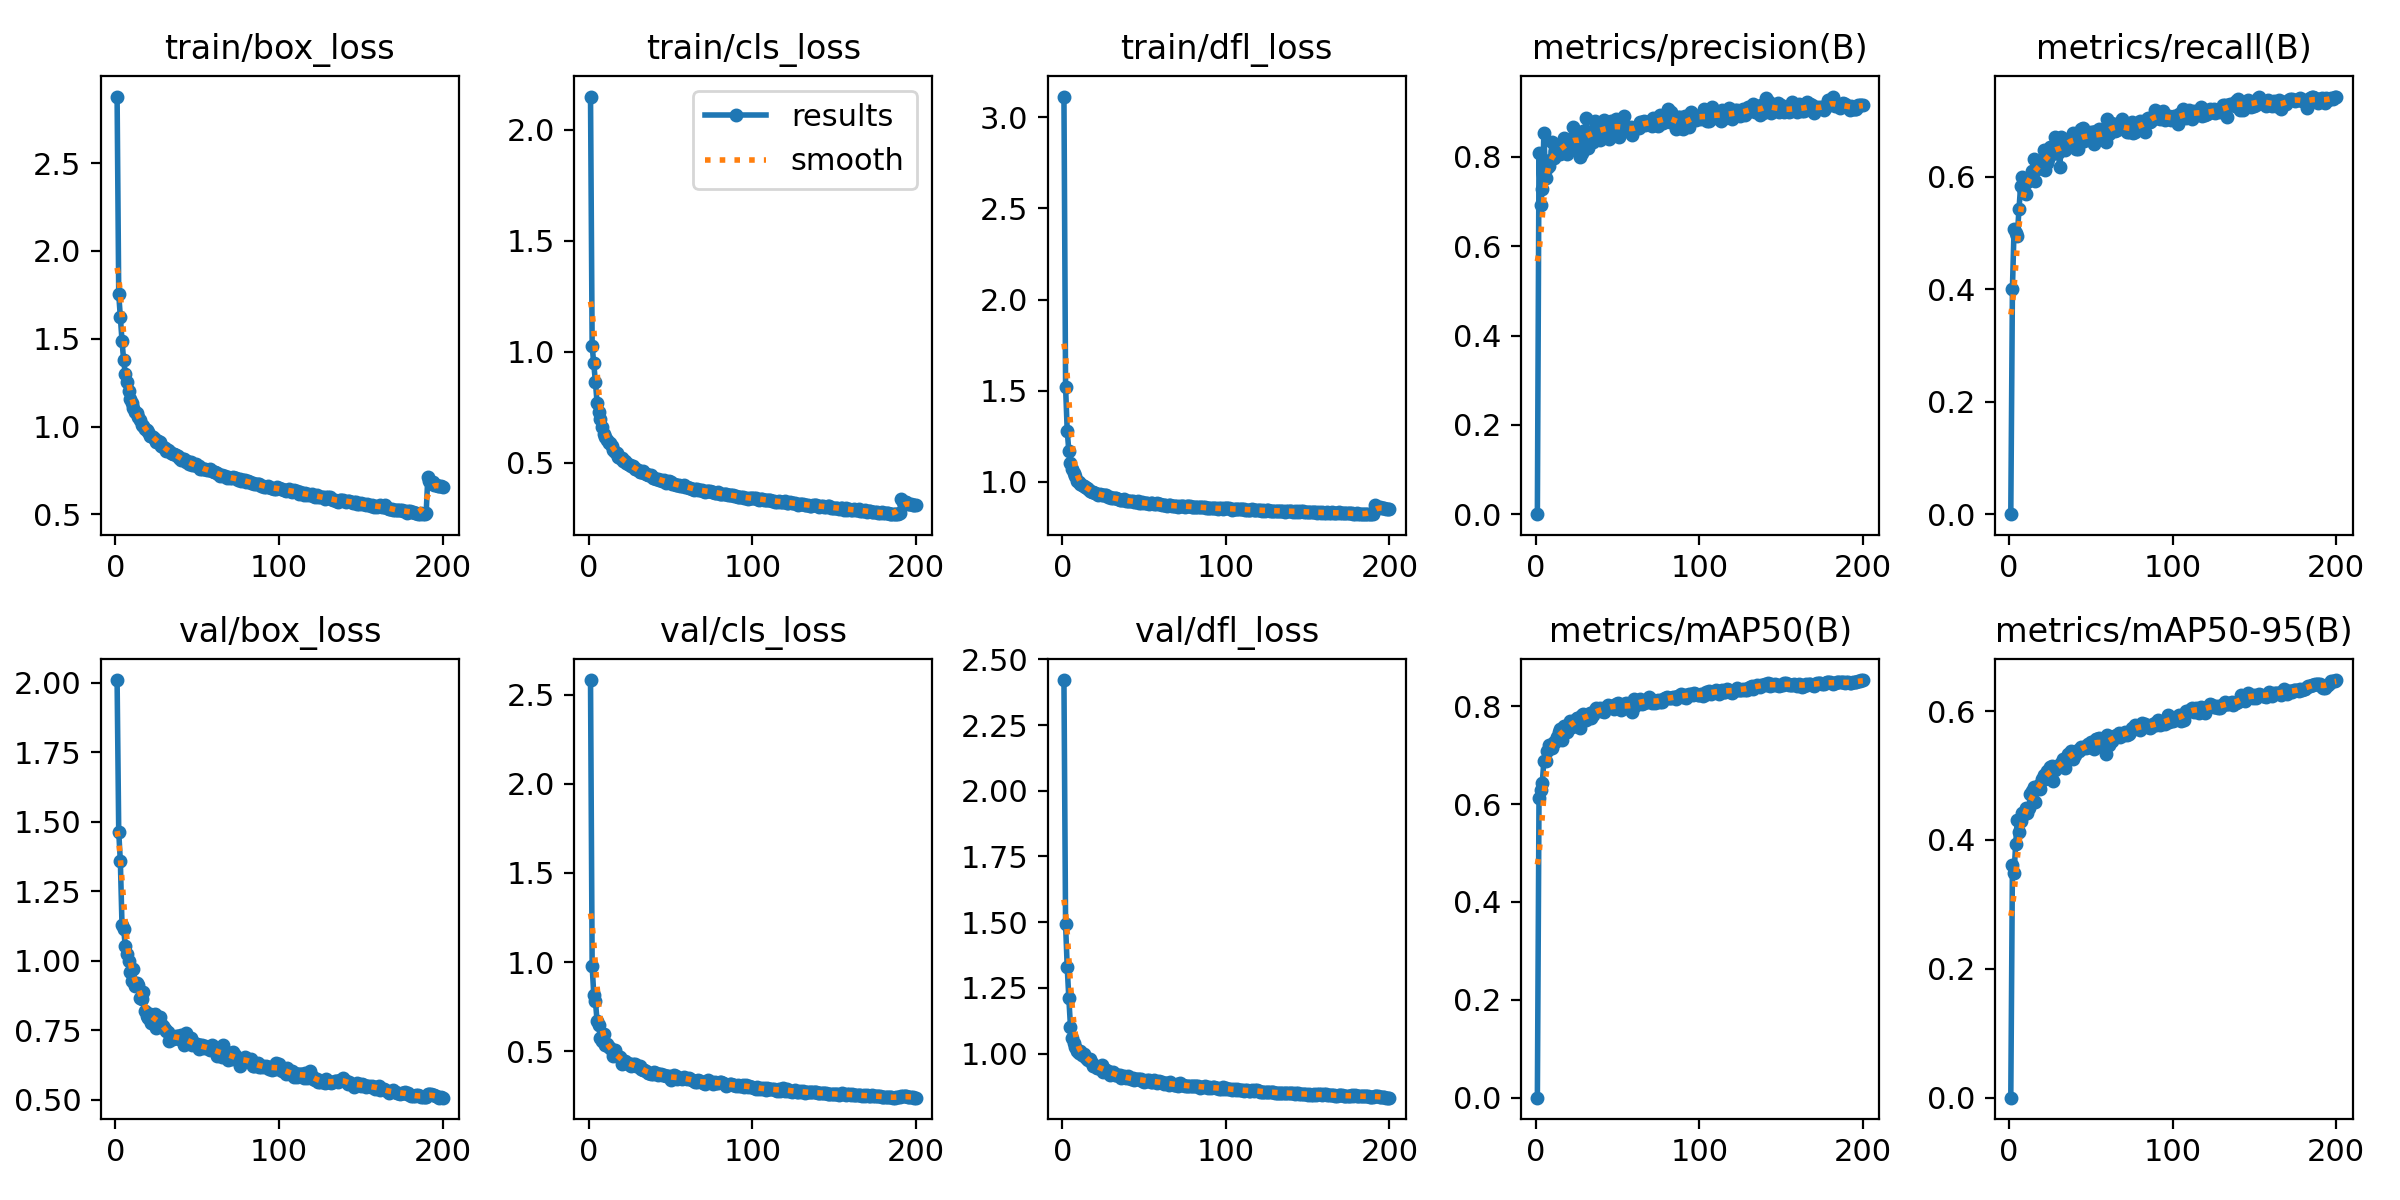 train/box_loss
2.5
2.0
1.5
1.0
0.5
0 100 200
train/cls_loss
results
smooth
2.0
1.5
1.0
0.5
0 100 200
train/dfl_loss
3.0
2.5
2.0
1.5
1.0
0 100 200
metrics/precision(B)
0.8
0.6
0.4
0.2
0.0
0 100 200
metrics/recall(B)
0.6
0.4
0.2
0.0
0 100 200
val/box_loss
2.00
1.75
1.50
1.25
1.00
0.75
0.50
0 100 200
val/cls_loss
2.5
2.0
1.5
1.0
0.5
0 100 200
val/dfl_loss
2.50
2.25
2.00
1.75
1.50
1.25
1.00
0 100 200
metrics/mAP50(B)
0.8
0.6
0.4
0.2
0.0
0 100 200
metrics/mAP50-95(B)
0.6
0.4
0.2
0.0
0 100 200